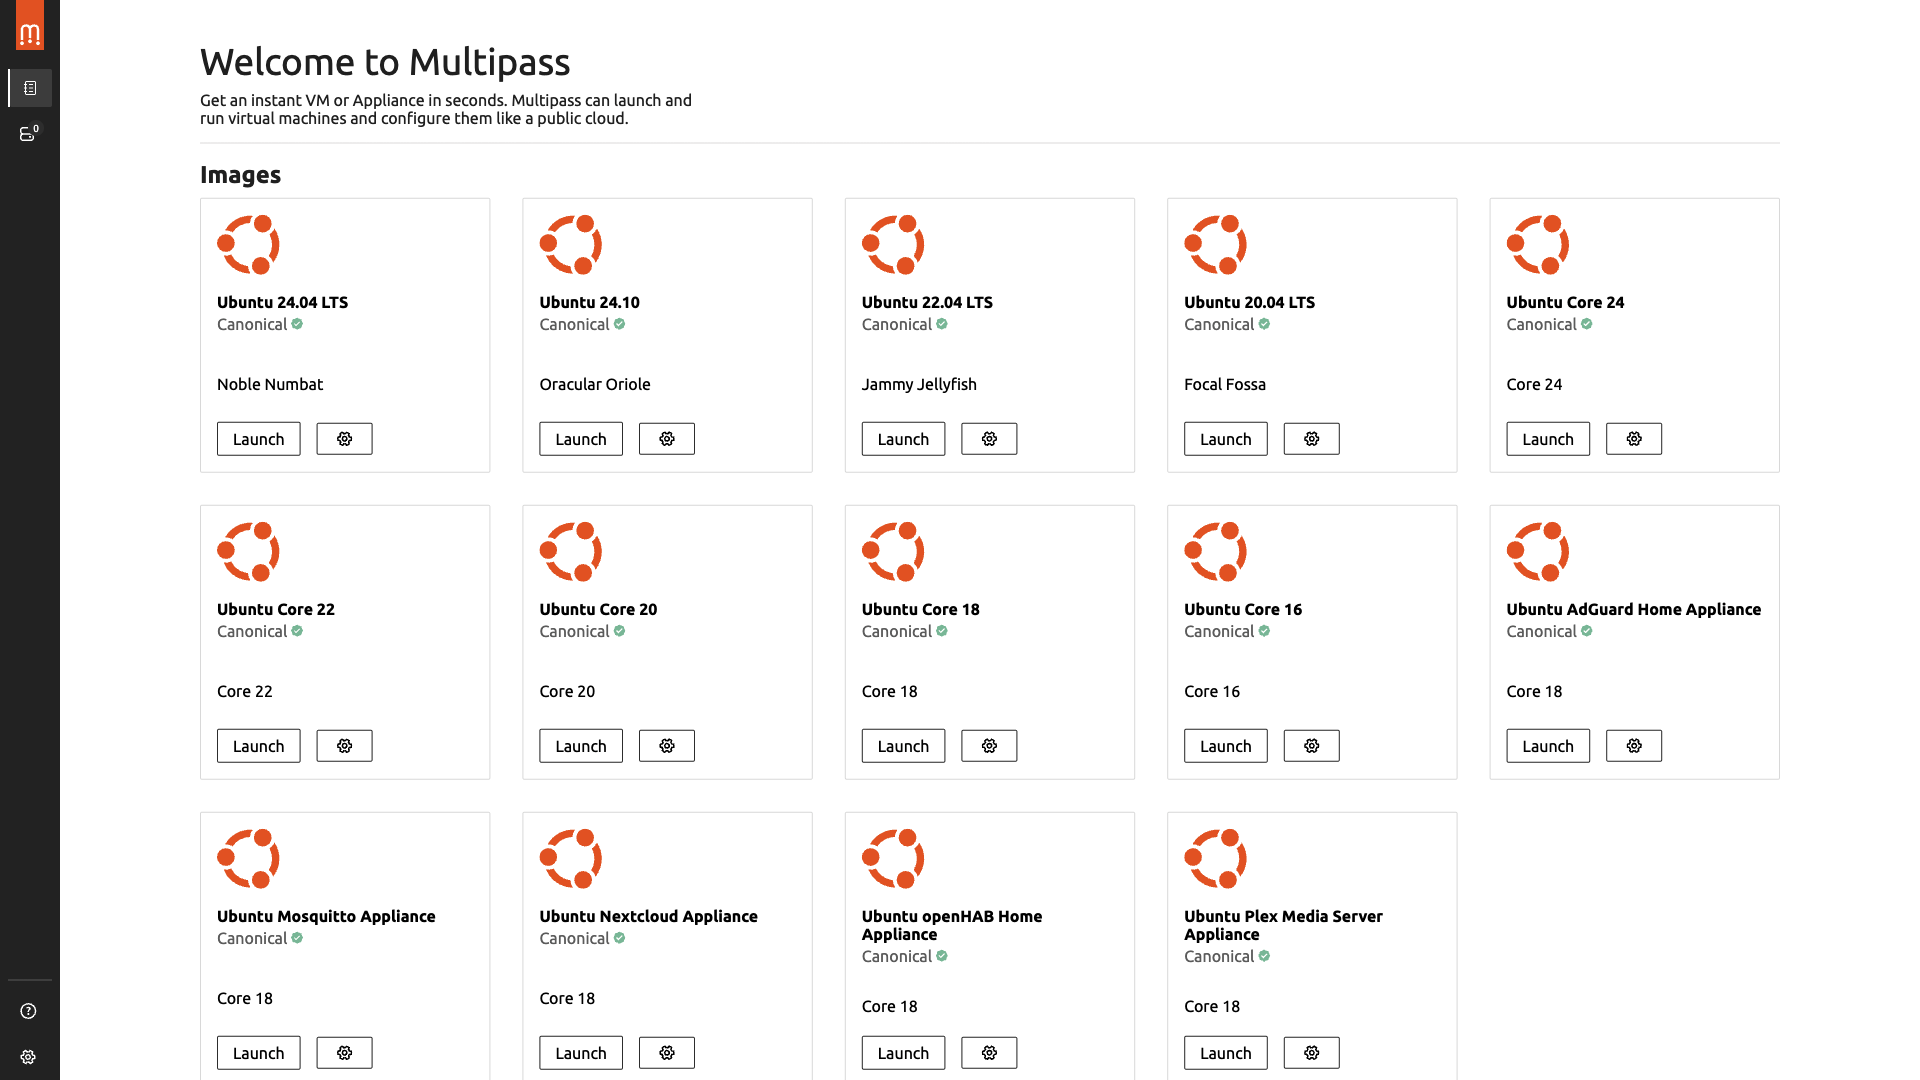 0
Welcome to Multipass
Get an instant VM or Appliance in seconds. Multipass can launch and
run virtual machines and configure them like a public cloud.
Images
Ubuntu 24.04 LTS
Canonical
Noble Numbat
Launch
Ubuntu 24.10
Canonical
Oracular Oriole
Launch
Ubuntu 22.04 LTS
Canonical
Jammy Jellyfish
Launch
Ubuntu 20.04 LTS
Canonical
Focal Fossa
Launch
Ubuntu Core 24
Canonical
Core 24
Launch
Ubuntu Core 22
Canonical
Core 22
Launch
Ubuntu Core 20
Canonical
Core 20
Launch
Ubuntu Core 18
Canonical
Core 18
Launch
Ubuntu Core 16
Canonical
Core 16
Launch
Ubuntu AdGuard Home Appliance
Canonical
Core 18
Launch
Ubuntu Mosquitto Appliance
Canonical
Core 18
Launch
Ubuntu Nextcloud Appliance
Canonical
Core 18
Launch
Ubuntu openHAB Home
Appliance
Canonical
Core 18
Launch
Ubuntu Plex Media Server
Appliance
Canonical
Core 18
Launch